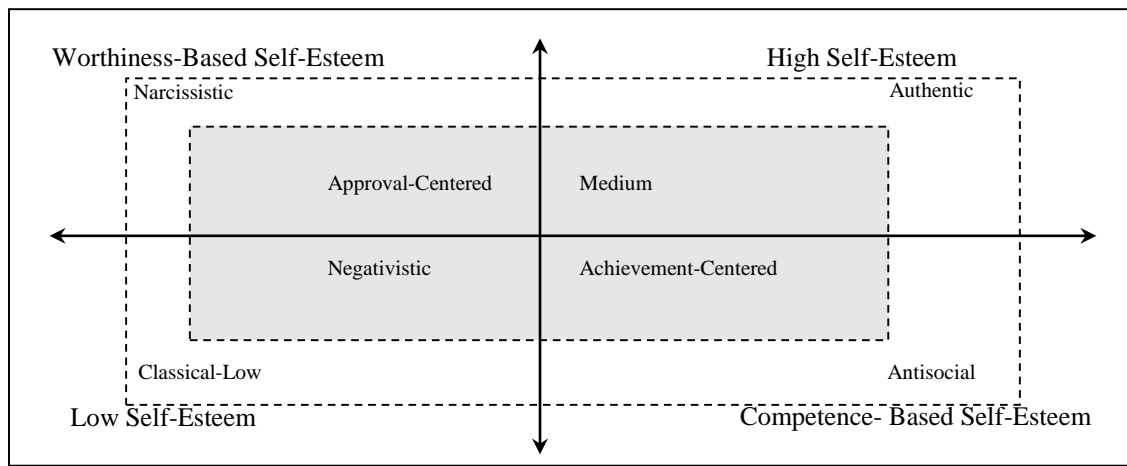 Worthiness-Based Self-Esteem
High Self-Esteem
Narcissistic
Authentic
Approval-Centered
Medium
Negativistic
Achievement-Centered
Classical-Low
Antisocial
Low Self-Esteem
Competence- Based Self-Esteem